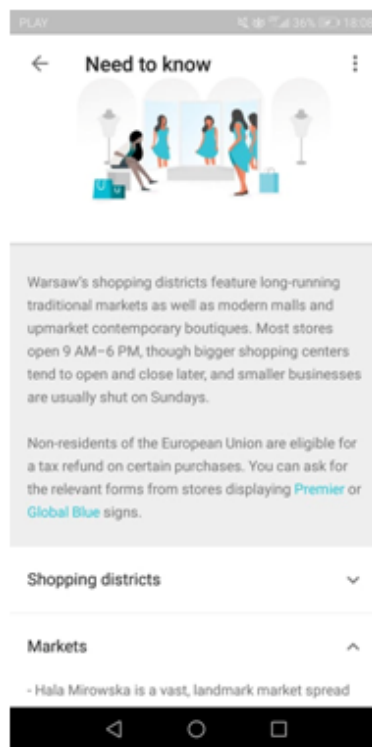 PLAY 36% 18:08
Need to know
Warsaw's shopping districts feature long-running
traditional markets as well as modern malls and
upmarket contemporary boutiques. Most stores
open 9 AM–6 PM, though bigger shopping centers
tend to open and close later, and smaller businesses
are usually shut on Sundays.
Non-residents of the European Union are eligible for
a tax refund on certain purchases. You can ask for
the relevant forms from stores displaying Premier or
Global Blue signs.
Shopping districts
Markets
- Hala Mirowska is a vast, landmark market spread